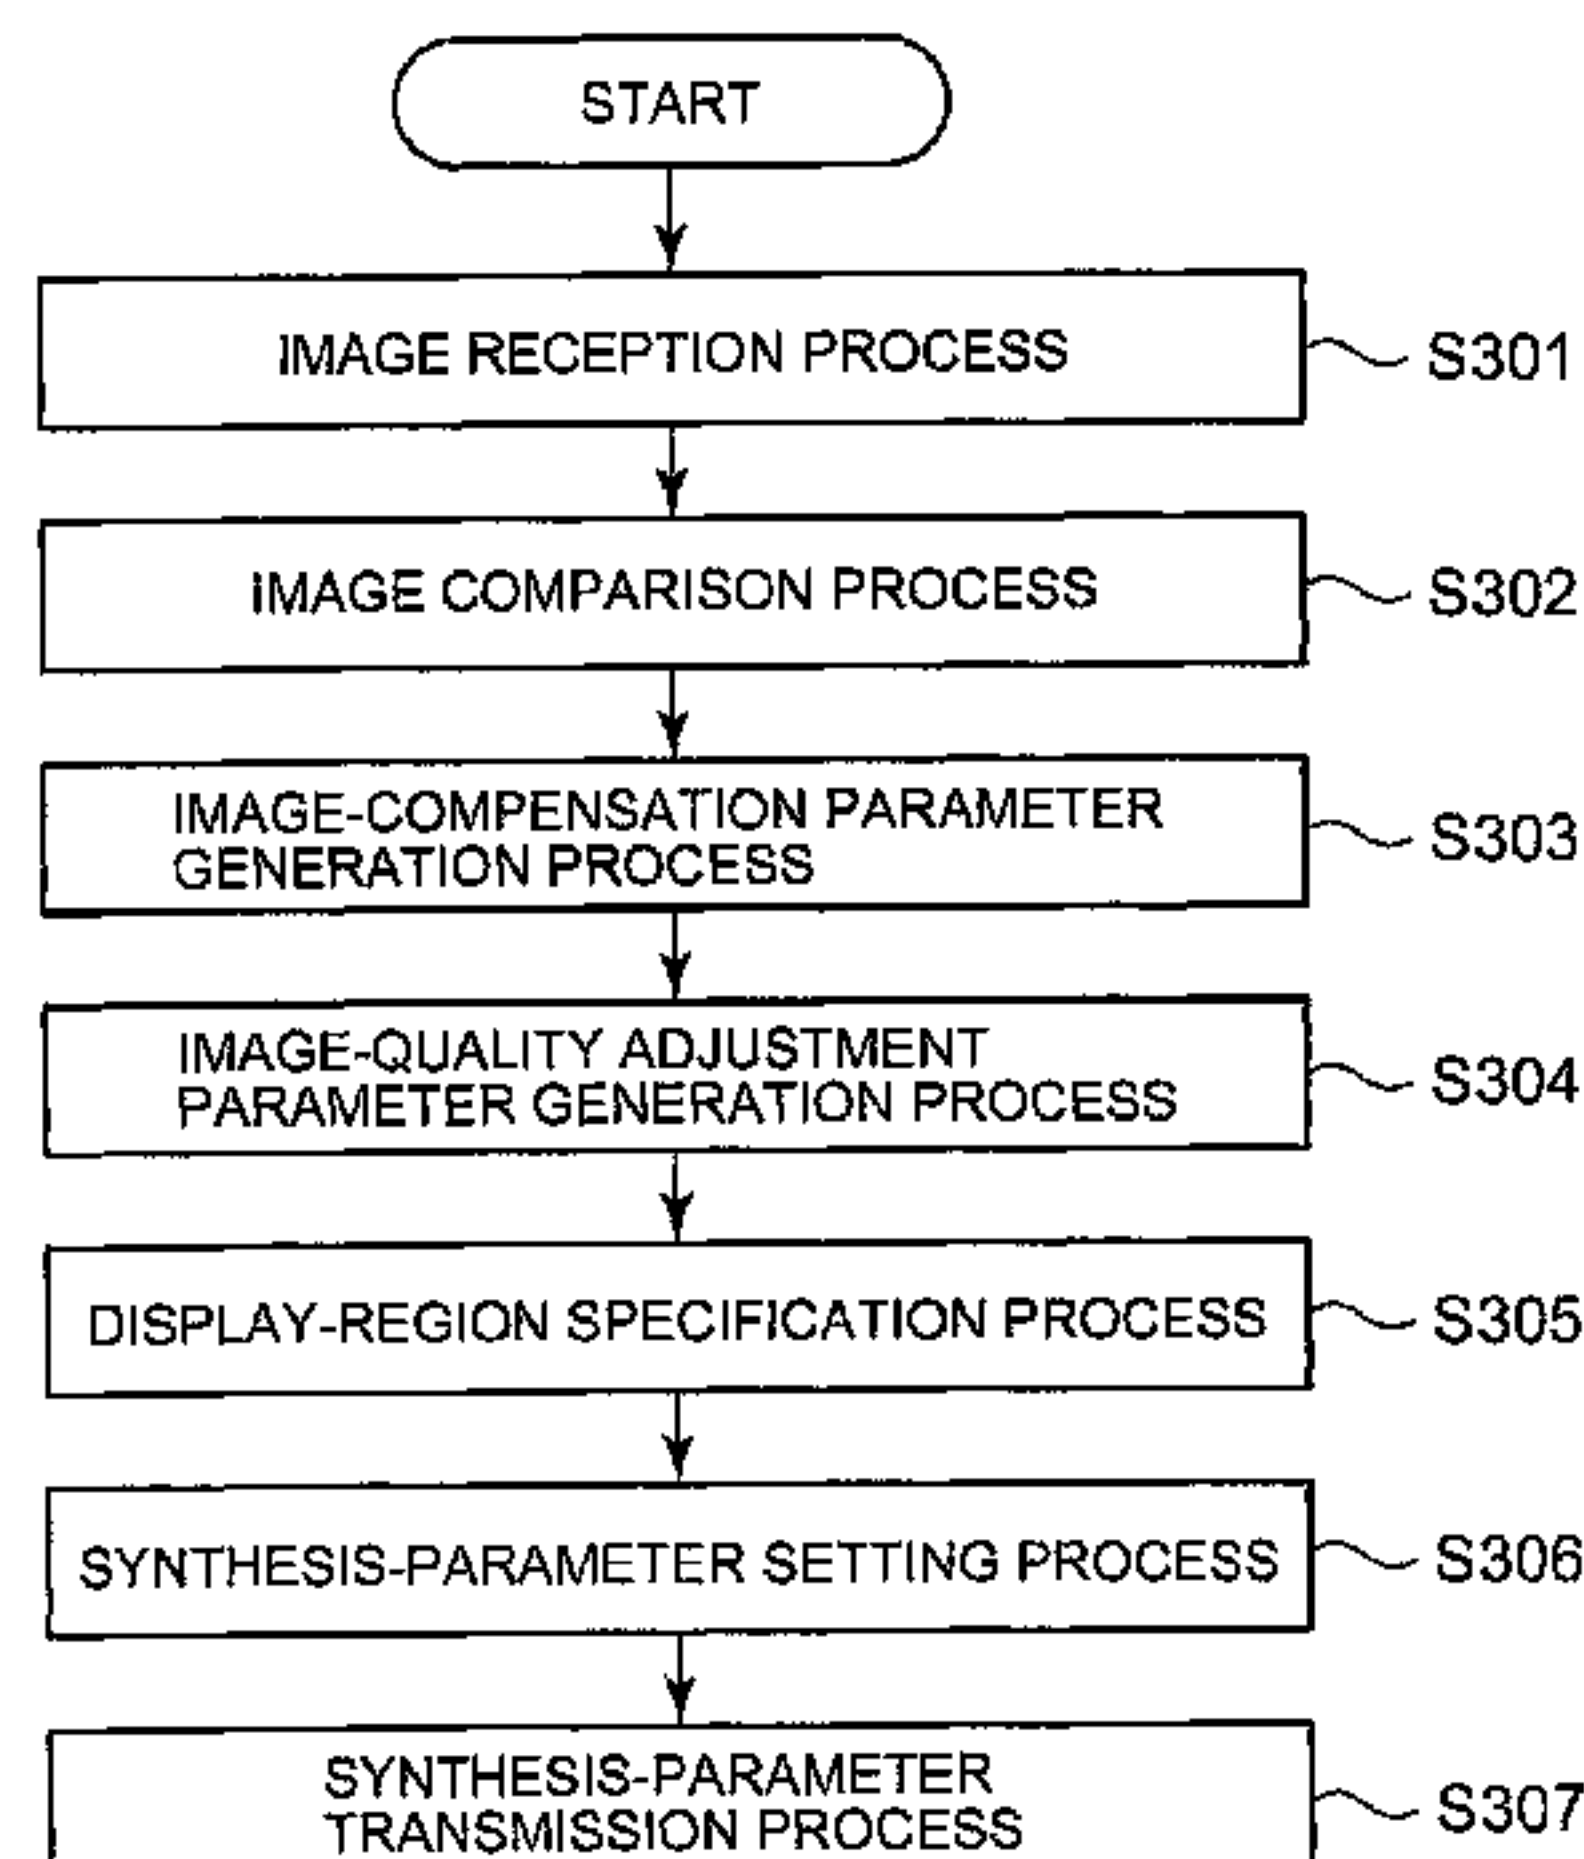 START
IMAGE RECEPTION PROCESS
S301
IMAGE COMPARISON PROCESS
S302
IMAGE-COMPENSATION PARAMETER
GENERATION PROCESS
S303
IMAGE-QUALITY ADJUSTMENT
PARAMETER GENERATION PROCESS
S304
DISPLAY-REGION SPECIFICATION PROCESS
S305
SYNTHESIS-PARAMETER SETTING PROCESS
S306
SYNTHESIS-PARAMETER
TRANSMISSION PROCESS
S307